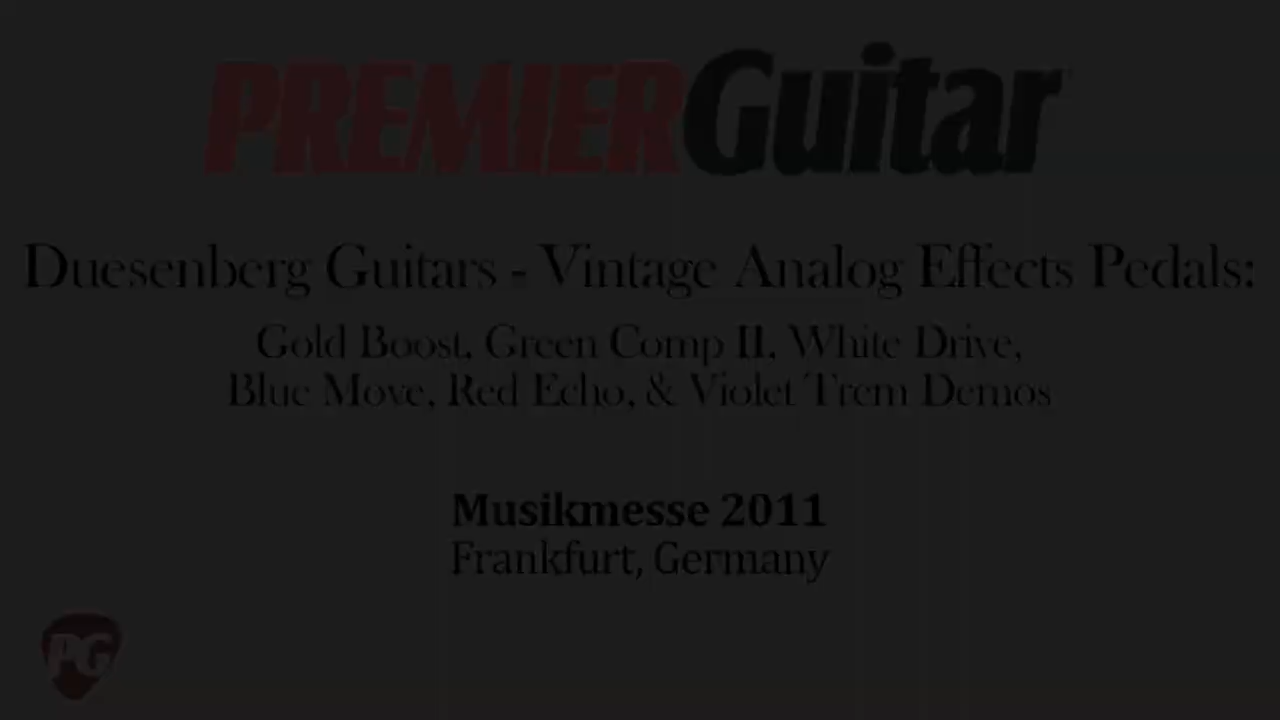 PREMIERGuitar
Duesenberg Guitars - Vintage Analog Effects Pedals:
Gold Boost, Green Comp II, White Drive,
Blue Move, Red Echo, & Violet Trem Demos
Musikmesse 2011
Frankfurt, Germany
PG